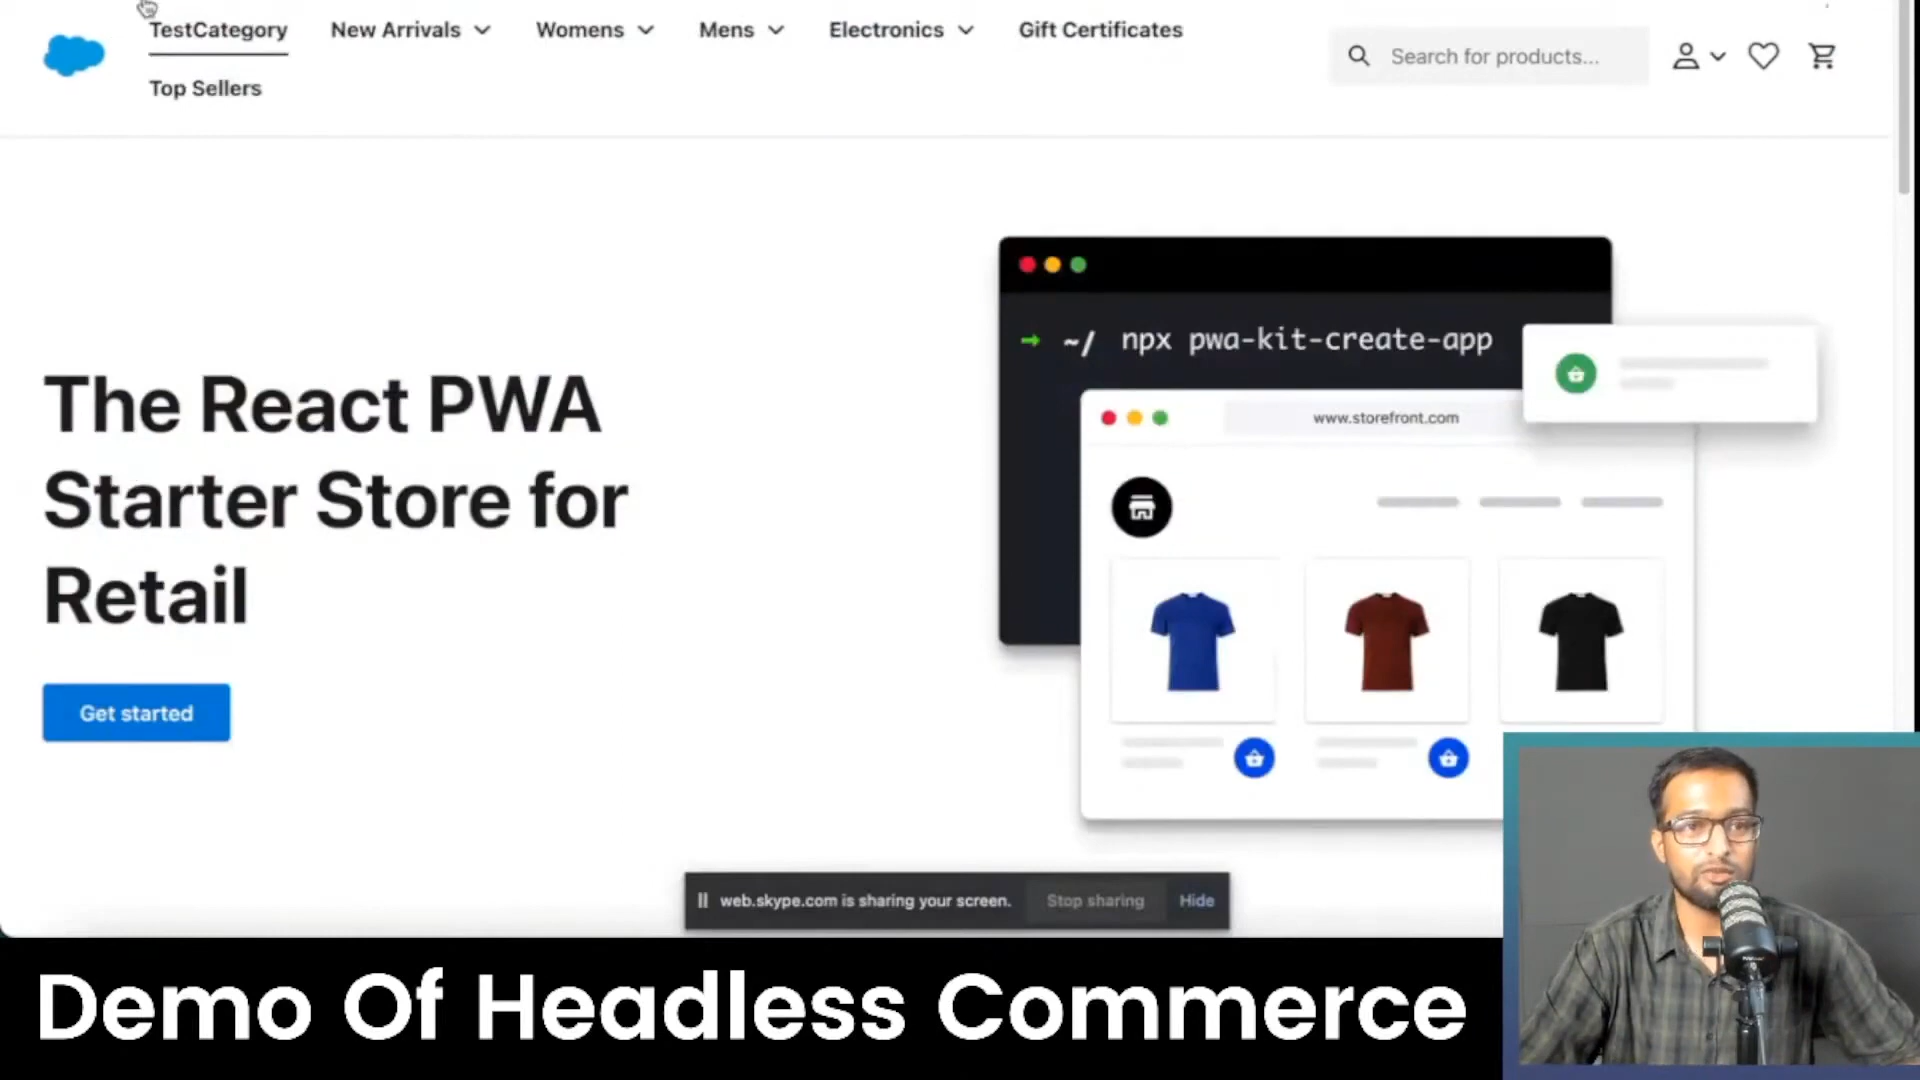 TestCategory New Arrivals Womens Mens Electronics Gift Certificates
Top Sellers
Search for products...
The React PWA
Starter Store for
Retail
Get started
~/ npx pwa-kit-create-app
www.storefront.com
web.skype.com is sharing your screen. Stop sharing Hide
Demo Of Headless Commerce